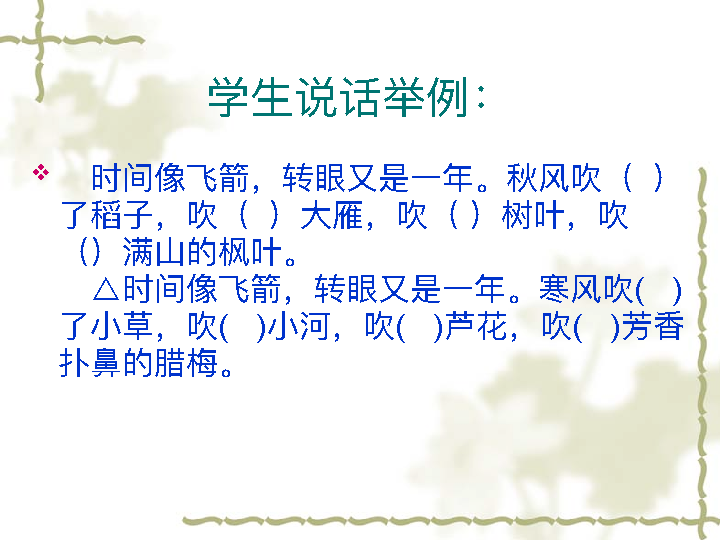 学生说话举例：
时间像飞箭，转眼又是一年。秋风吹（ ）
了稻子，吹（ ）大雁，吹（ ）树叶，吹
（）满山的枫叶。
△时间像飞箭，转眼又是一年。寒风吹( )
了小草，吹( )小河，吹( )芦花，吹( )芳香
扑鼻的腊梅。